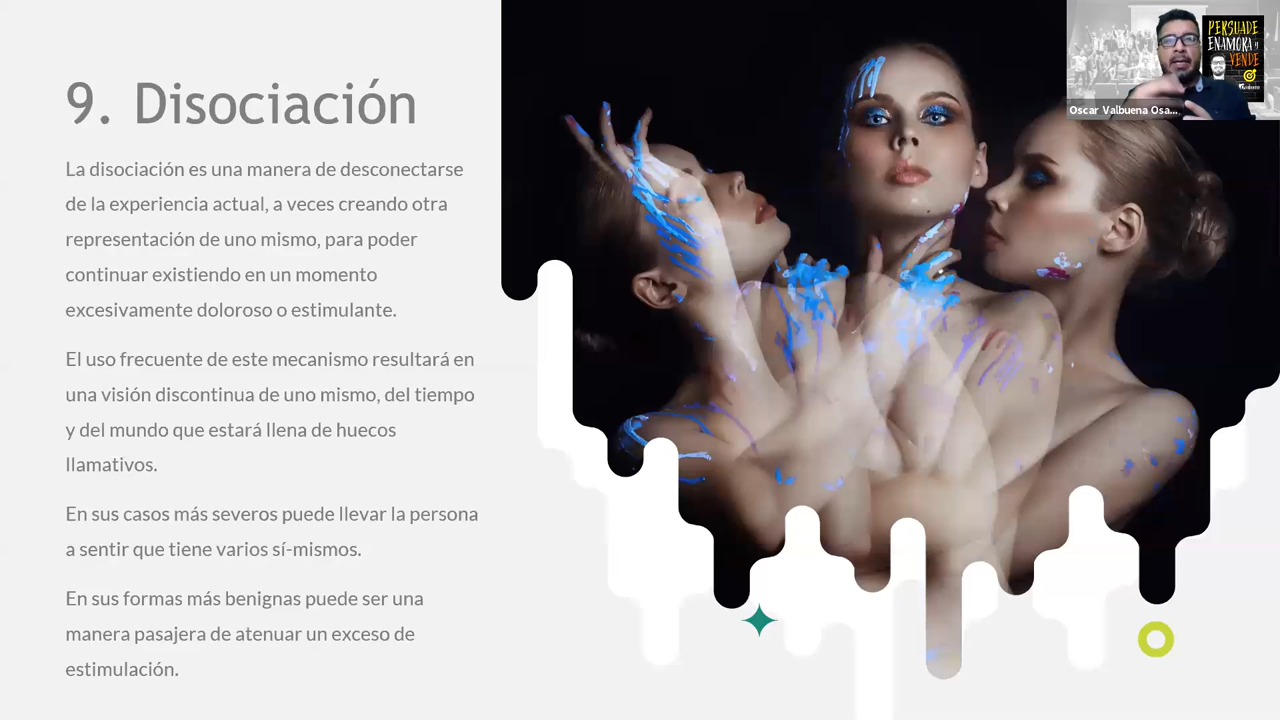 9. Disociación
La disociación es una manera de desconectarse
de la experiencia actual, a veces creando otra
representación de uno mismo, para poder
continuar existiendo en un momento
excesivamente doloroso o estimulante.
El uso frecuente de este mecanismo resultará en
una visión discontinua de uno mismo, del tiempo
y del mundo que estará llena de huecos
llamativos.
En sus casos más severos puede llevar la persona
a sentir que tiene varios sí-mismos.
En sus formas más benignas puede ser una
manera pasajera de atenuar un exceso de
estimulación.
PERSUADE
ENAMORA y
VENDE
Oscar Valbuena Osa...